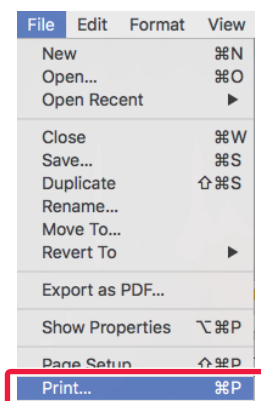 File Edit Format View
New ⌘N
Open... ⌘O
Open Recent ▶
Close ⌘W
Save... ⌘S
Duplicate ⇧⌘S
Rename...
Move To...
Revert To ▶
Export as PDF...
Show Properties ⌥⌘P
Page Setup ⇧⌘P
Print... ⌘P